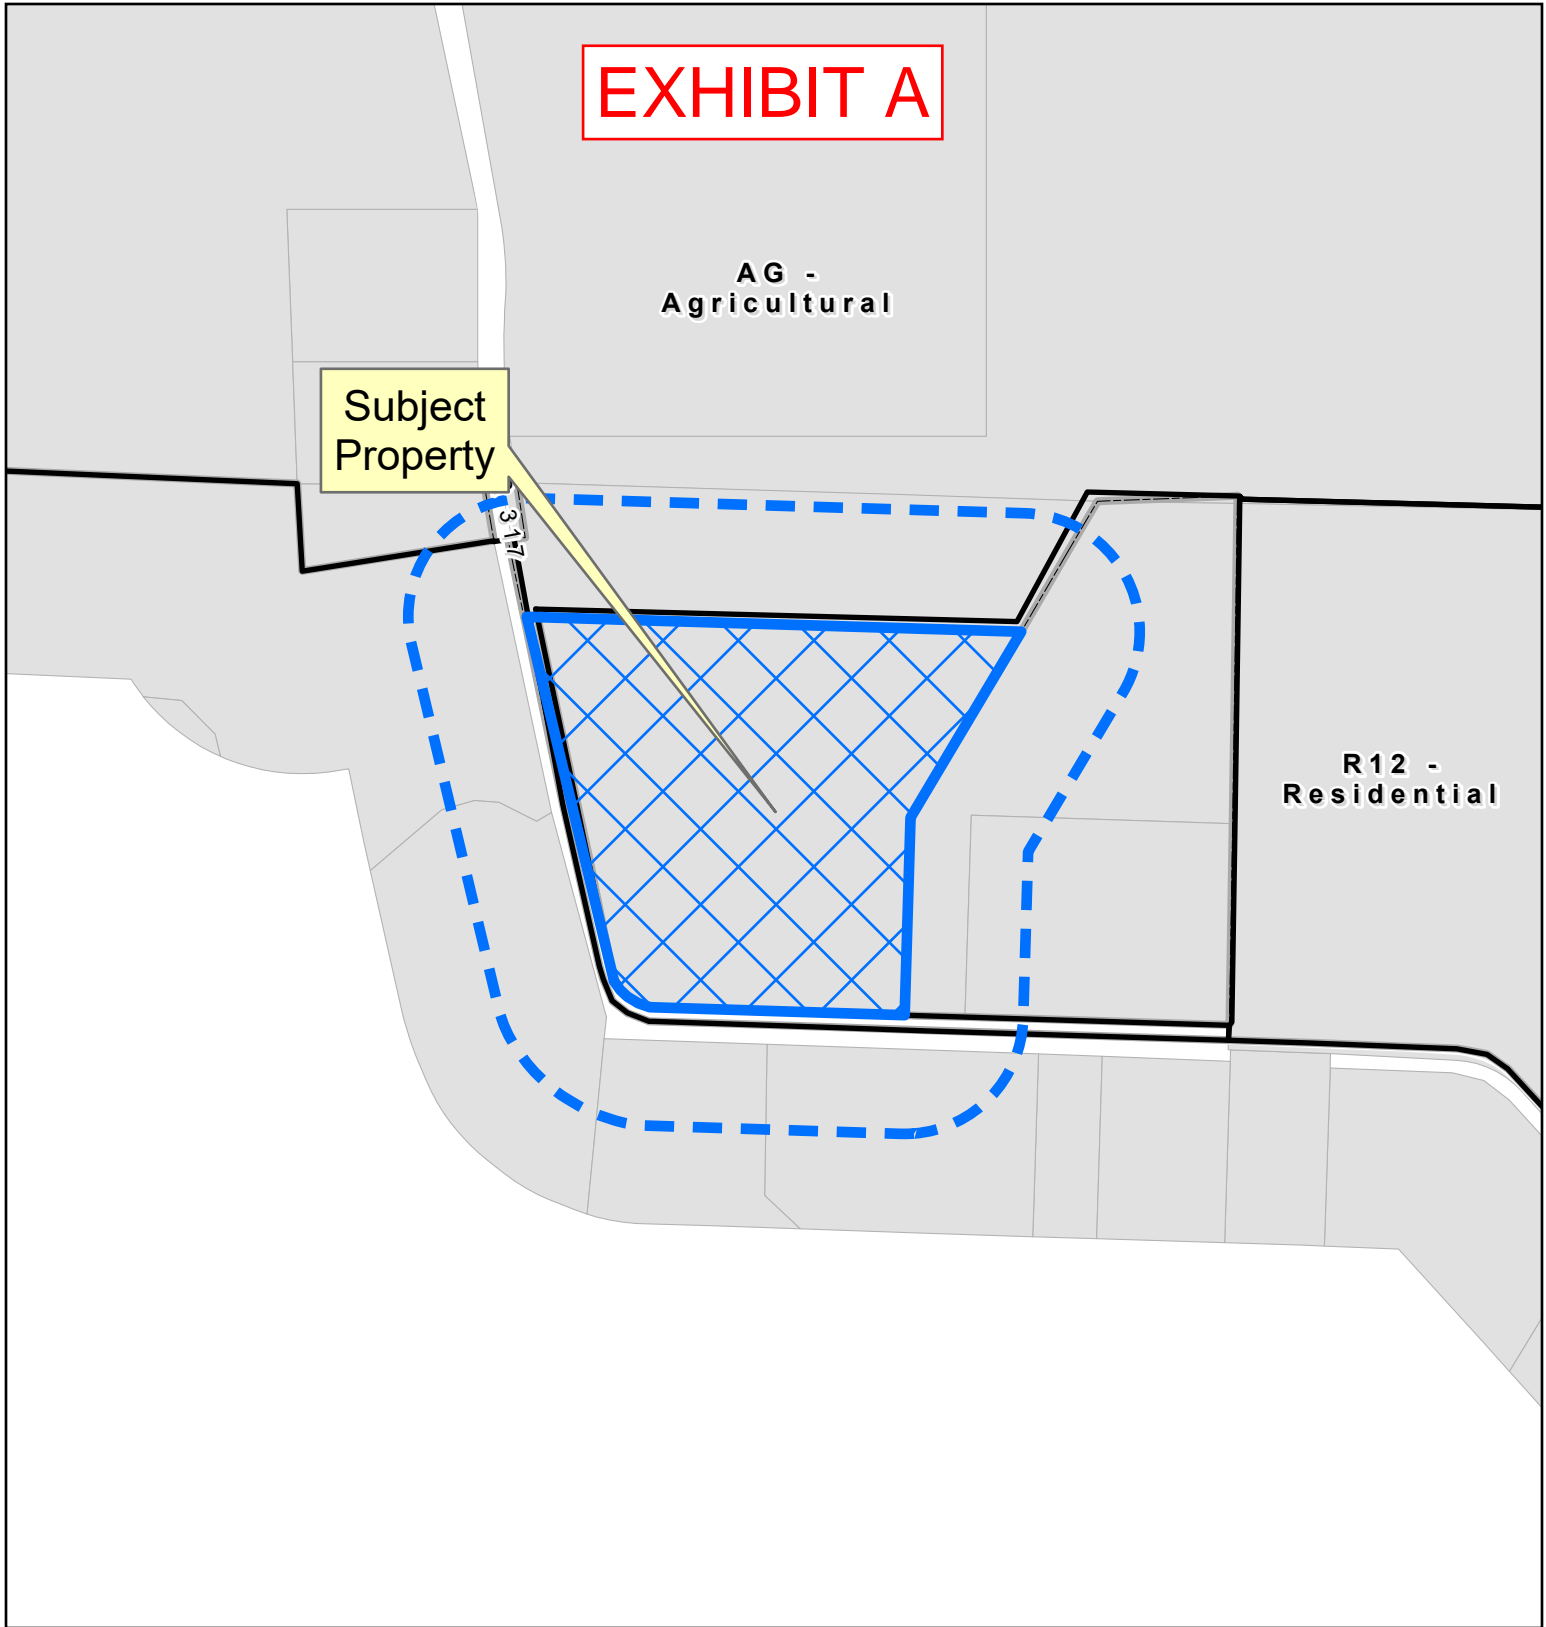 EXHIBIT A
AG -
Agricultural
Subject
Property
317
R12 -
Residential